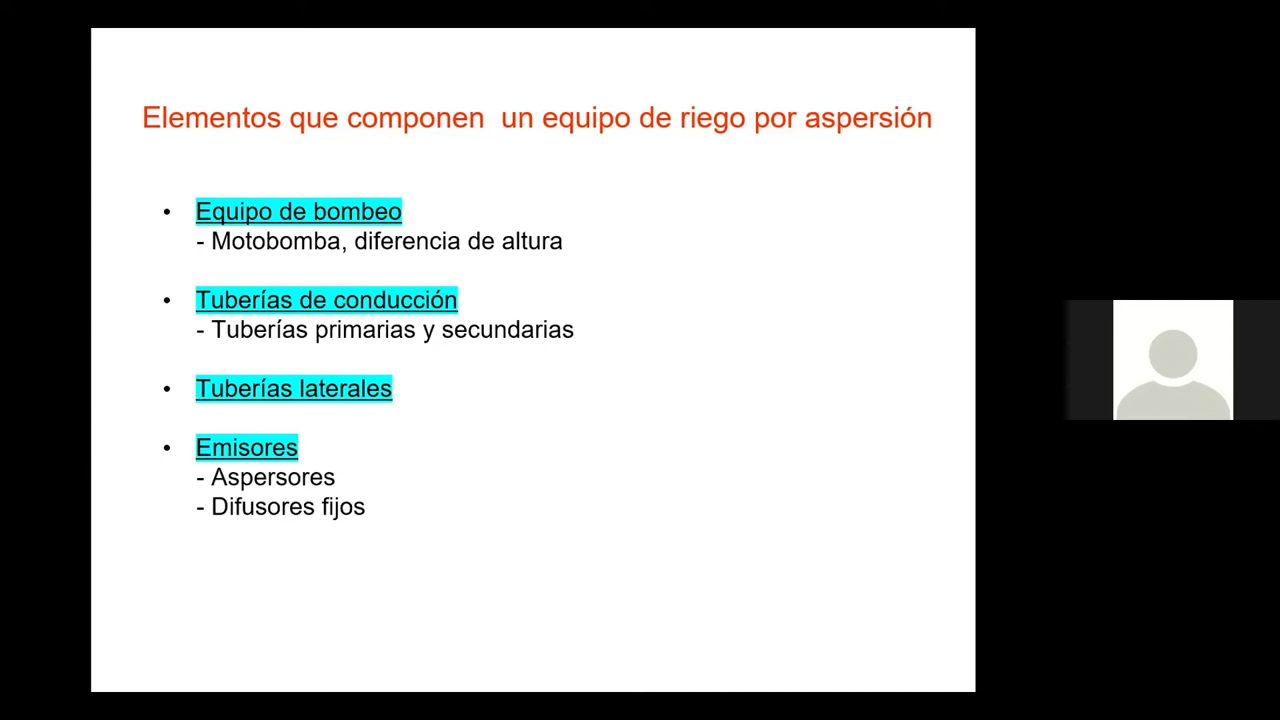 Elementos que componen  un equipo de riego por aspersión
• Equipo de bombeo
- Motobomba, diferencia de altura
• Tuberías de conducción
- Tuberías primarias y secundarias
• Tuberías laterales
• Emisores
- Aspersores
- Difusores fijos